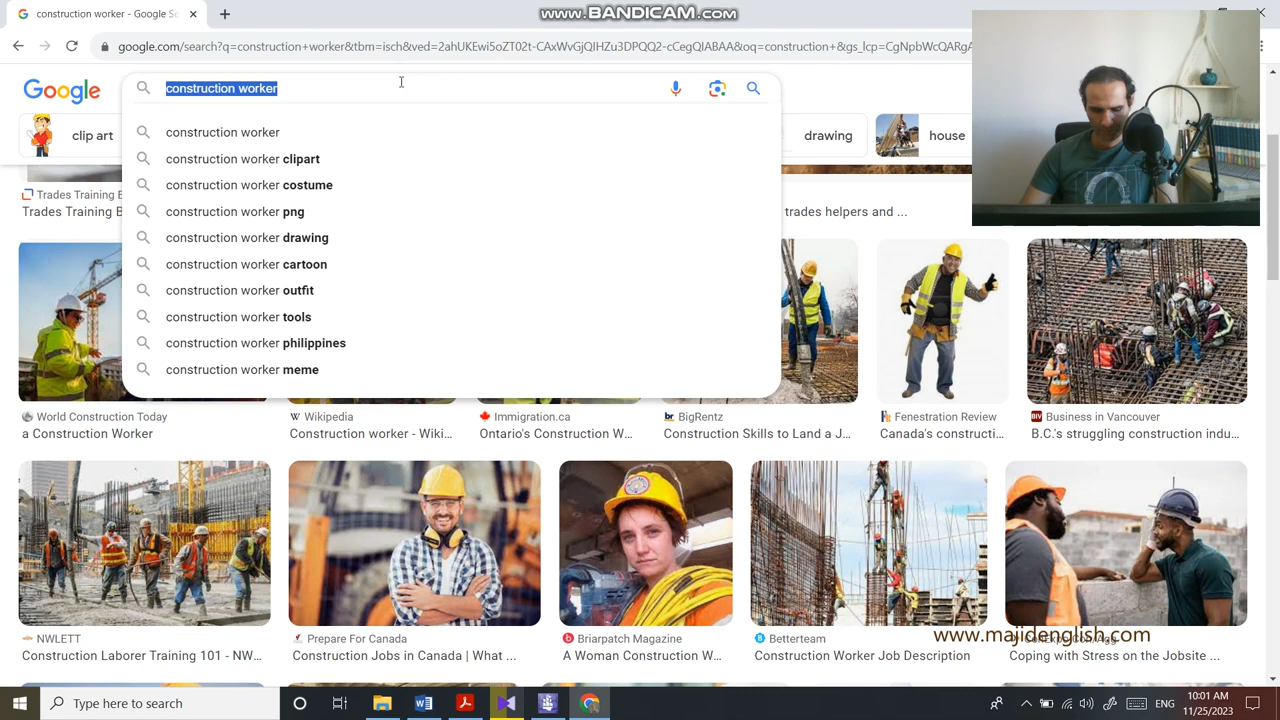 construction worker - Google Se
www.BANDICAM.com
google.com/search?q=construction+worker&tbm=isch&ved=2ahUKEwi5oZT02t-CAxWvGjQIHZu3DPQQ2-cCegQIABAA&oq=construction+&gs_lcp=CgNpbWcQARgA
Google
construction worker
clip art
drawing
house
construction worker
construction worker clipart
construction worker costume
construction worker png
construction worker drawing
construction worker cartoon
construction worker outfit
construction worker tools
construction worker philippines
construction worker meme
Trades Training B
Trades Training B
trades helpers and ...
World Construction Today
a Construction Worker
W Wikipedia
Construction worker - Wiki...
Immigration.ca
Ontario's Construction W...
br BigRentz
Construction Skills to Land a J...
Fenestration Review
Canada's constructi...
BIV Business in Vancouver
B.C.'s struggling construction indu...
NWLETT
Construction Laborer Training 101 - NW...
Prepare For Canada
Construction Jobs in Canada | What ...
b Briarpatch Magazine
A Woman Construction W...
Betterteam
Construction Worker Job Description
www.majidenglish.com
Coping with Stress on the Jobsite ...
Type here to search
ENG
10:01 AM
11/25/2023